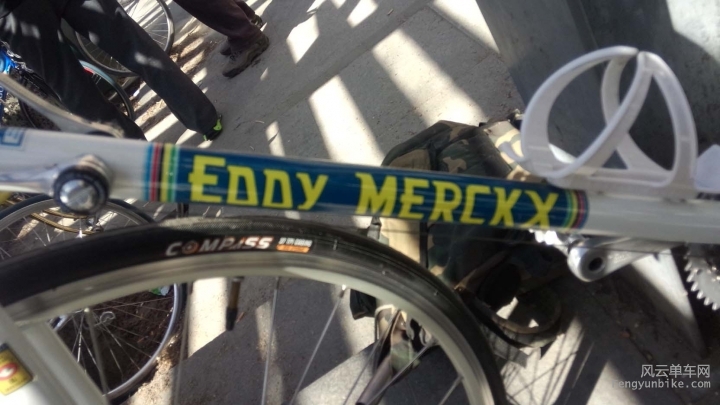 EDDY MERCKX
COMPASS
风云单车网
engyunbike.com